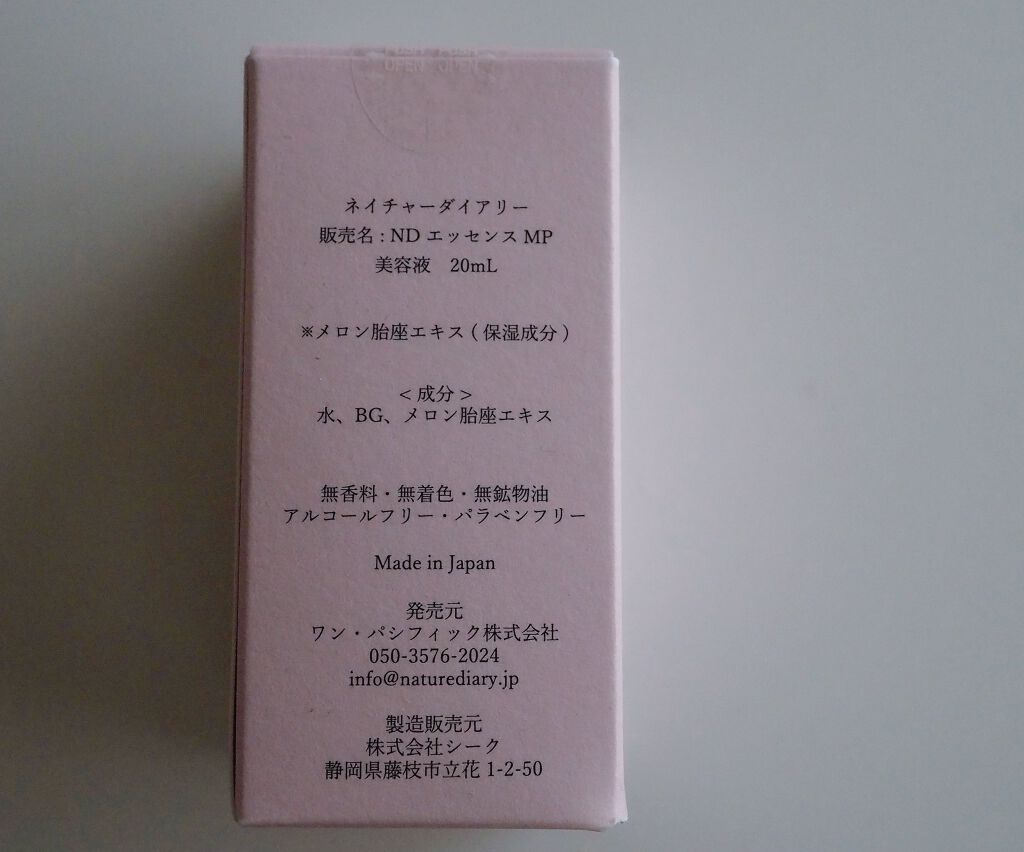 PUSH PUSH
OPEN OPEN
ネイチャーダイアリー
販売名 : ND エッセンス MP
美容液　20mL
※メロン胎座エキス ( 保湿成分 )
< 成分 >
水、BG、メロン胎座エキス
無香料・無着色・無鉱物油
アルコールフリー・パラベンフリー
Made in Japan
発売元
ワン・パシフィック株式会社
050-3576-2024
info@naturediary.jp
製造販売元
株式会社シーク
静岡県藤枝市立花 1-2-50